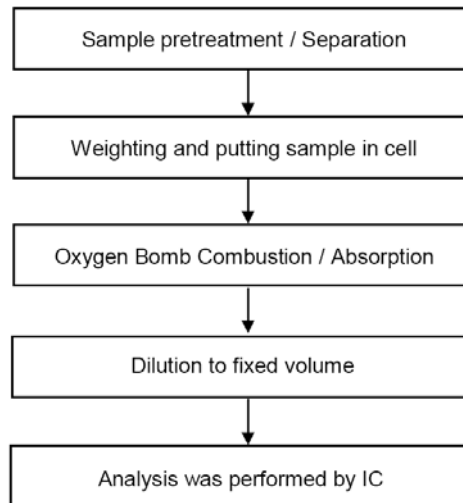 Sample pretreatment / Separation
Weighting and putting sample in cell
Oxygen Bomb Combustion / Absorption
Dilution to fixed volume
Analysis was performed by IC